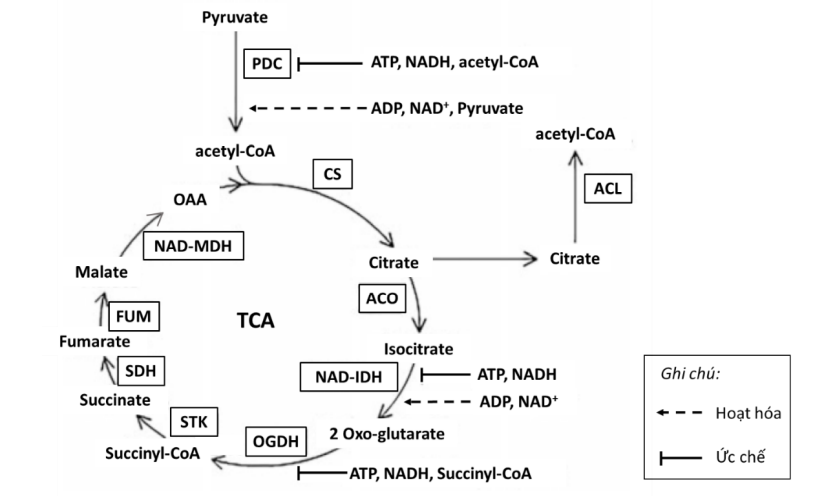 Pyruvate
PDC
ATP, NADH, acetyl-CoA
ADP, NAD⁺, Pyruvate
acetyl-CoA
acetyl-CoA
CS
ACL
OAA
NAD-MDH
Citrate
Citrate
Malate
ACO
FUM
TCA
Fumarate
Isocitrate
SDH
NAD-IDH
ATP, NADH
Ghi chú:
Succinate
ADP, NAD⁺
Hoạt hóa
STK
OGDH
2 Oxo-glutarate
Succinyl-CoA
Ức chế
ATP, NADH, Succinyl-CoA